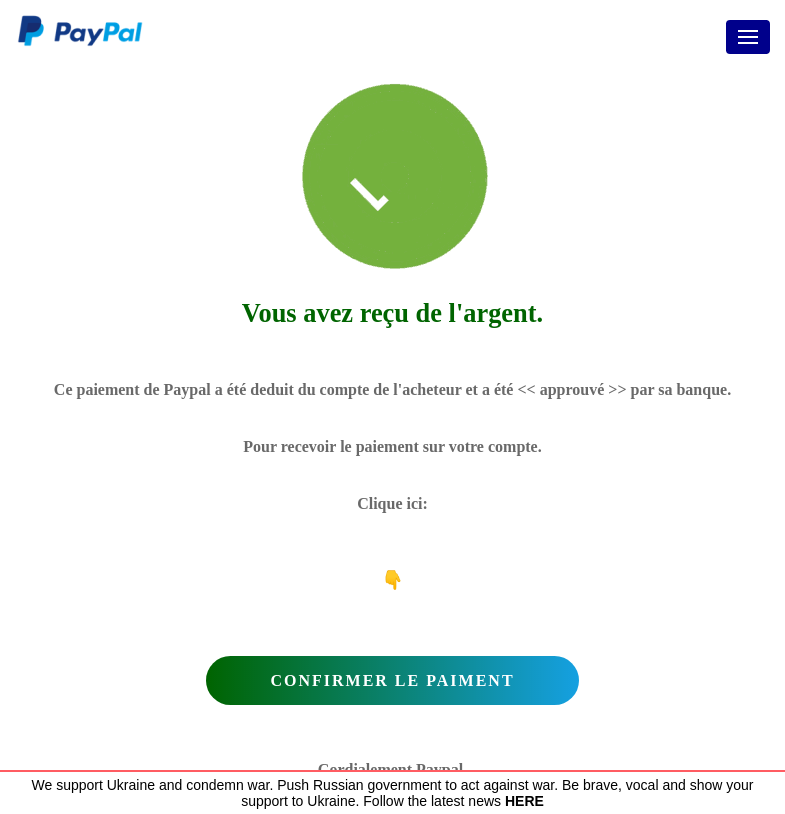 PayPal
Vous avez reçu de l'argent.
Ce paiement de Paypal a été deduit du compte de l'acheteur et a été << approuvé >> par sa banque.
Pour recevoir le paiement sur votre compte.
Clique ici:
👇
CONFIRMER LE PAIMENT
Cordialement Paypal
We support Ukraine and condemn war. Push Russian government to act against war. Be brave, vocal and show your
support to Ukraine. Follow the latest news HERE